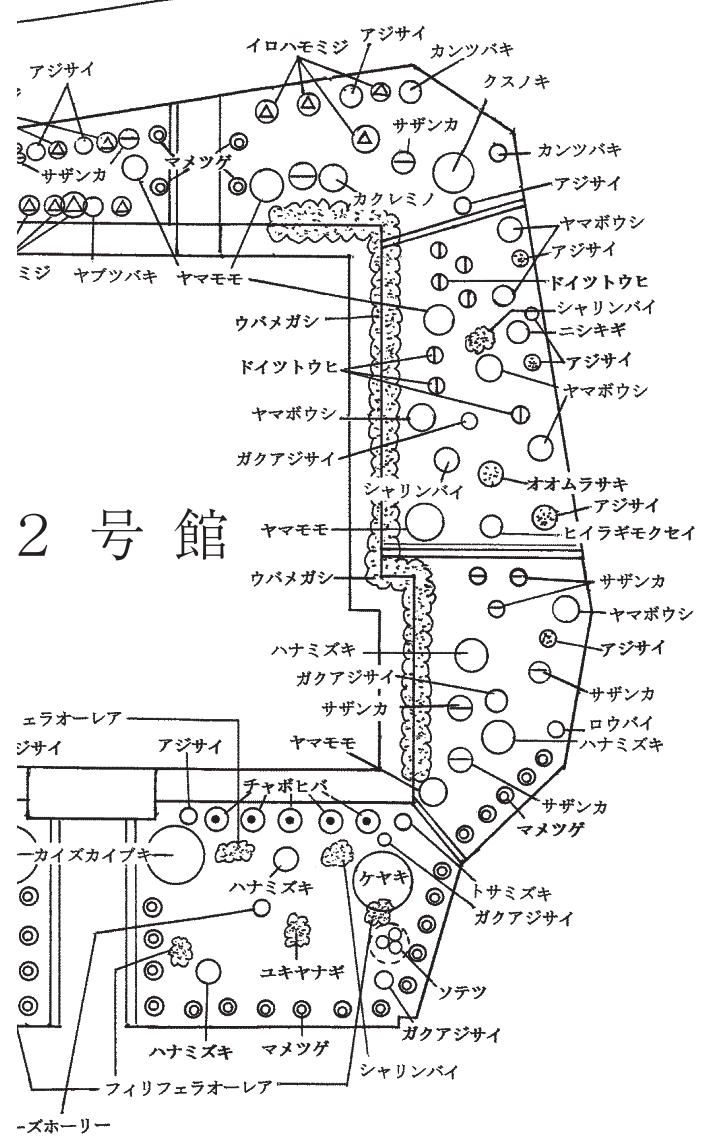 アジサイ
イロハモミジ
アジサイ
カンツバキ
クスノキ
サザンカ
カンツバキ
マメツゲ
サザンカ
カクレミノ
アジサイ
ミジ
ヤブツバキ
ヤマモモ
ヤマボウシ
アジサイ
ドイツトウヒ
シャリンバイ
ウバメガシ
ニシキギ
アジサイ
ドイツトウヒ
ヤマボウシ
ヤマボウシ
ガクアジサイ
シャリンバイ
オオムラサキ
アジサイ
2号館
ヤマモモ
ヒイラギモクセイ
ウバメガシ
サザンカ
ヤマボウシ
ハナミズキ
アジサイ
ガクアジサイ
サザンカ
サザンカ
ェラオーレア
ロウバイ
ジサイ
アジサイ
ヤマモモ
ハナミズキ
チャボヒバ
サザンカ
マメツゲ
カイズカイブキ
ハナミズキ
ケヤキ
トサミズキ
ガクアジサイ
ユキヤナギ
ソテツ
ガクアジサイ
ハナミズキ
マメツゲ
シャリンバイ
フィリフェラオーレア
ーズホーリー